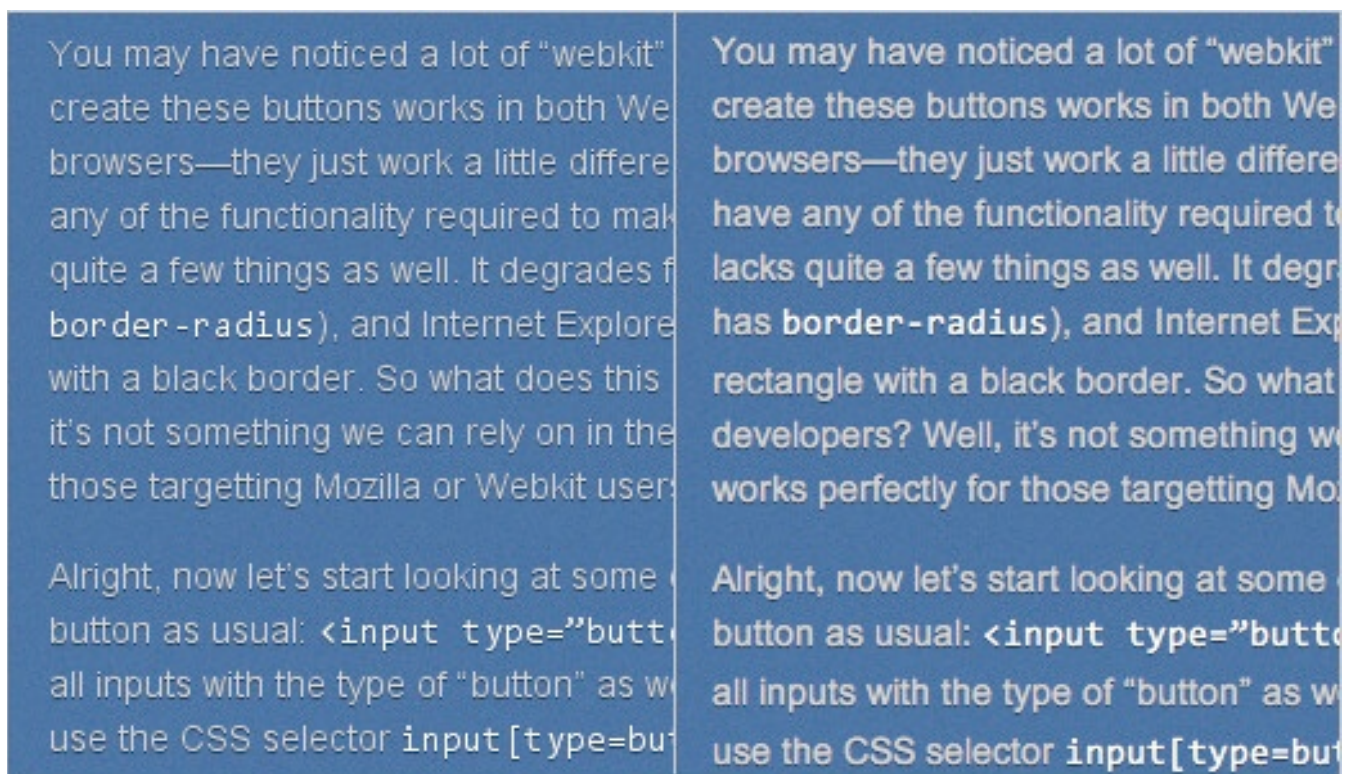 You may have noticed a lot of “webkit”
create these buttons works in both We
browsers—they just work a little differe
any of the functionality required to mak
quite a few things as well. It degrades f
border-radius), and Internet Explore
with a black border. So what does this
it’s not something we can rely on in the
those targetting Mozilla or Webkit users
Alright, now let’s start looking at some
button as usual: <input type=”butt
all inputs with the type of “button” as we
use the CSS selector input[type=but
You may have noticed a lot of “webkit”
create these buttons works in both We
browsers—they just work a little differe
have any of the functionality required to
lacks quite a few things as well. It degr
has border-radius), and Internet Exp
rectangle with a black border. So what
developers? Well, it’s not something we
works perfectly for those targetting Moz
Alright, now let’s start looking at some
button as usual: <input type=”butto
all inputs with the type of “button” as we
use the CSS selector input[type=but